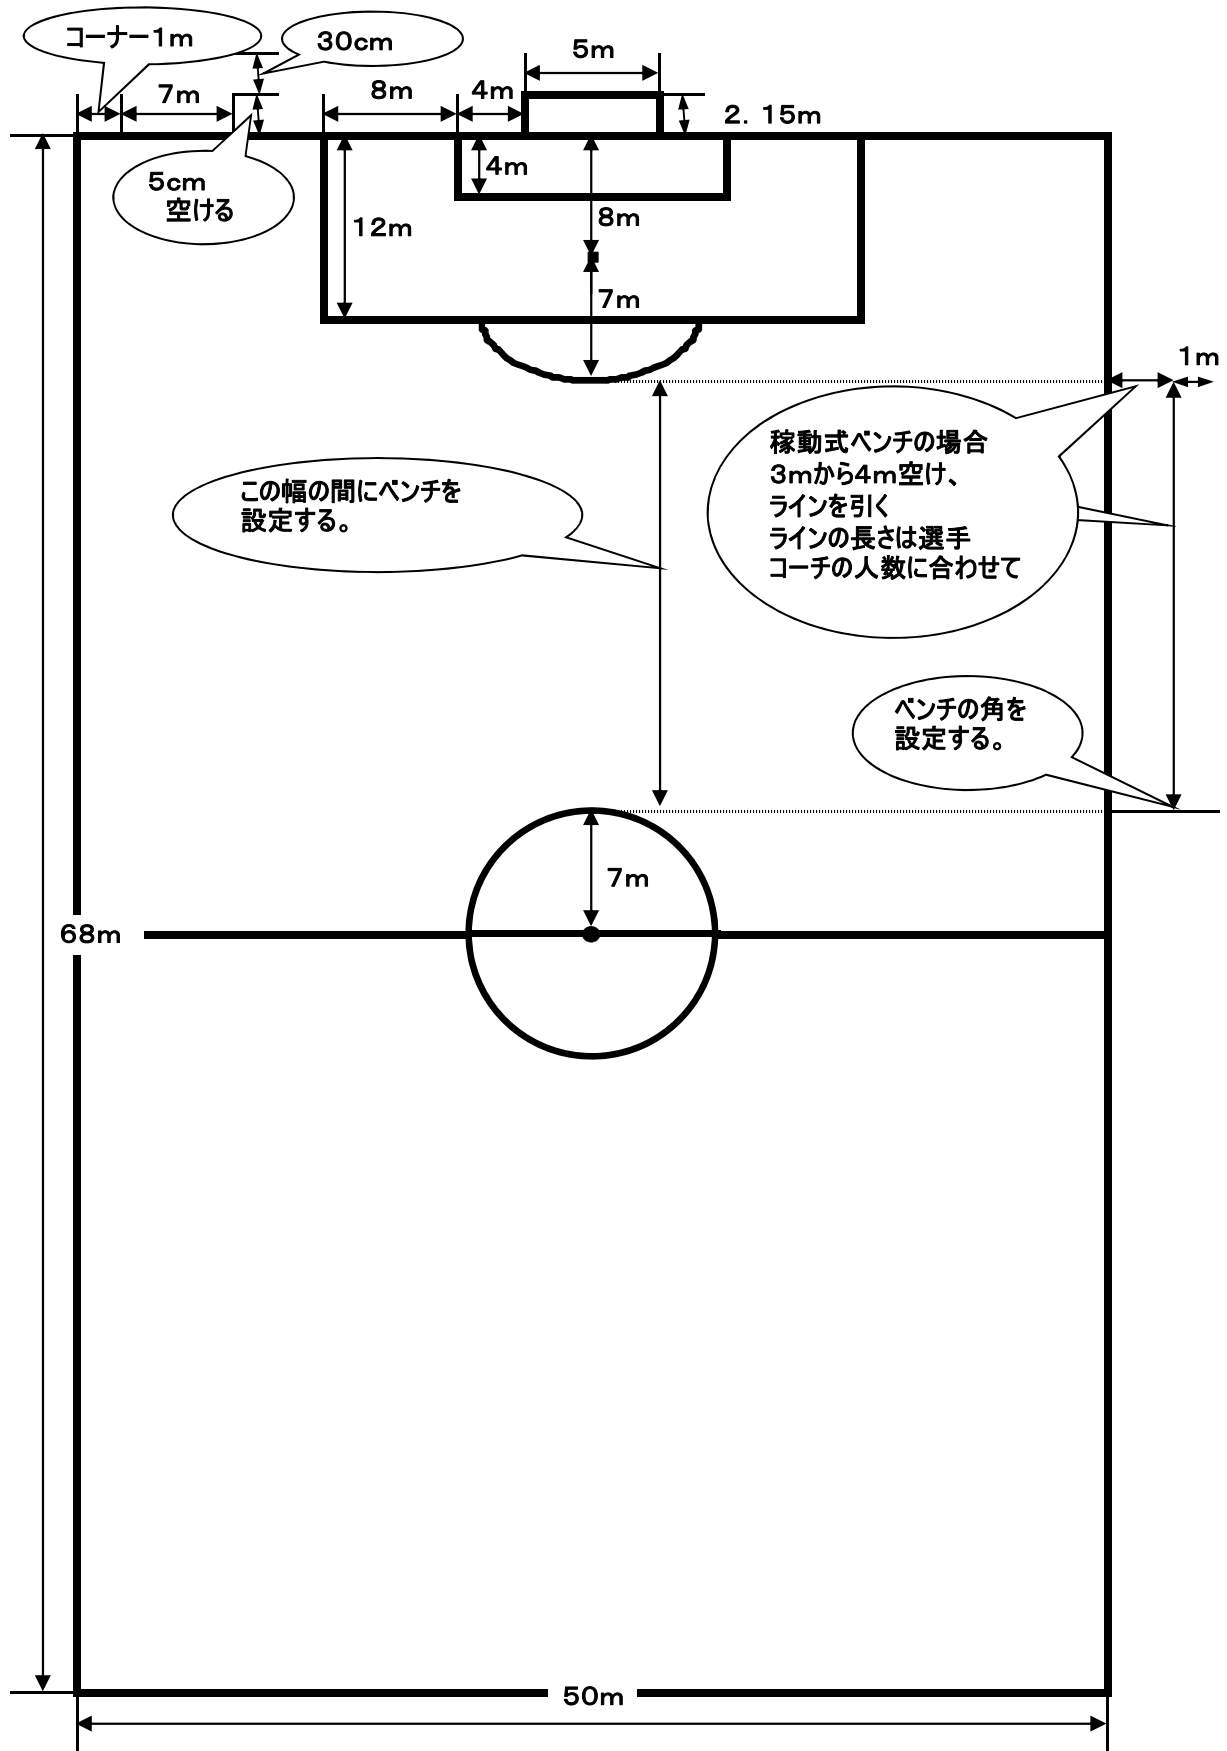 コーナー1m
30cm
5m
7m
8m
4m
2．15m
5cm
空ける
4m
12m
8m
7m
1m
稼動式ベンチの場合
3mから4m空け、
ラインを引く
ラインの長さは選手
コーチの人数に合わせて
この幅の間にベンチを
設定する。
ベンチの角を
設定する。
7m
68m
50m